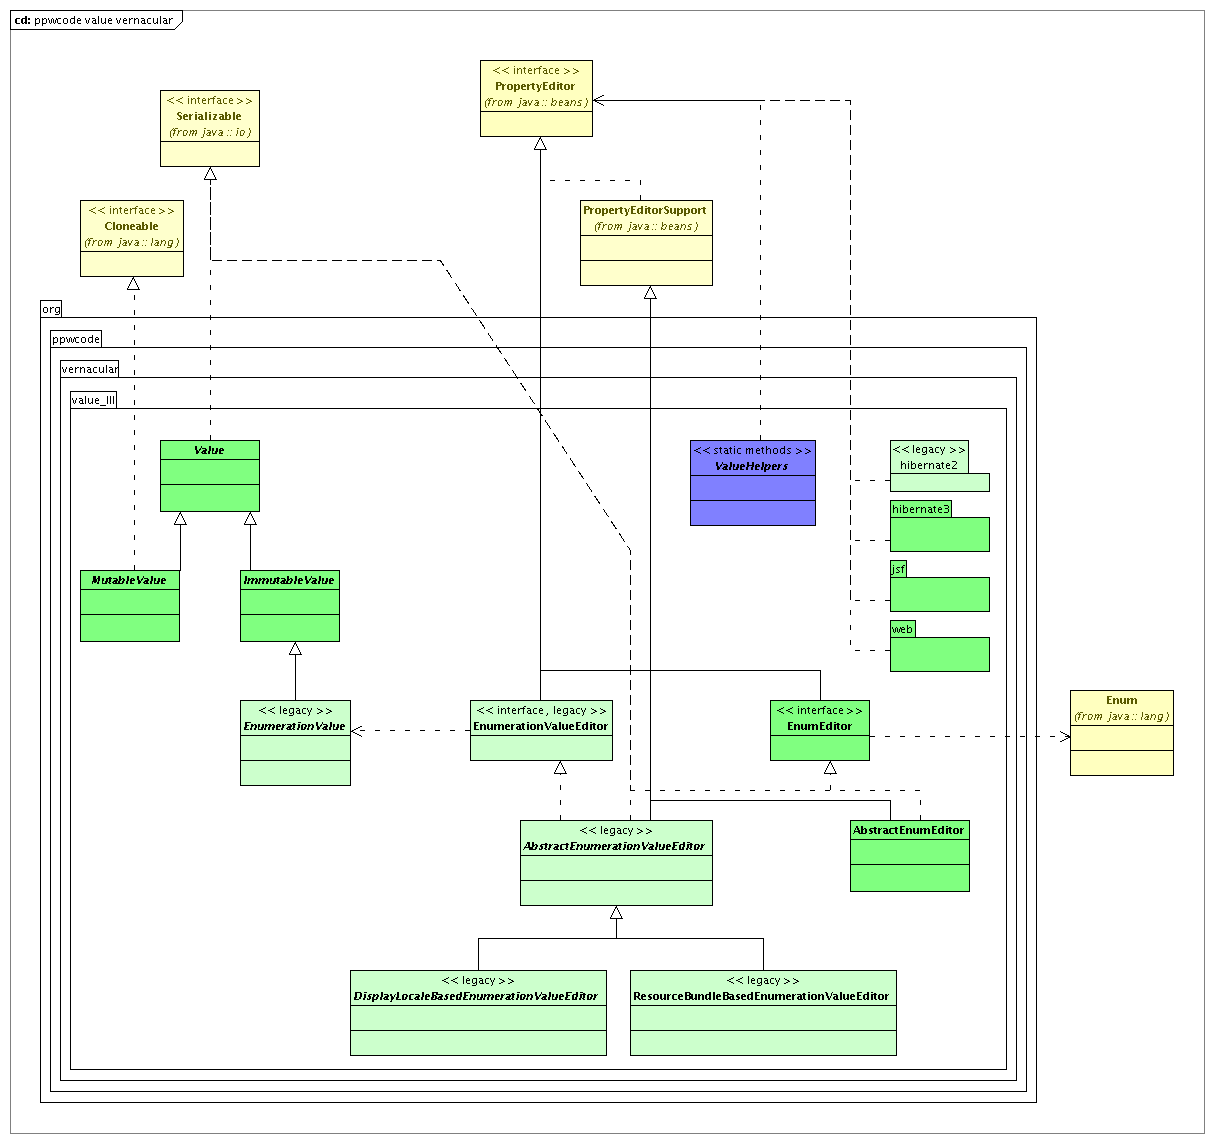 cd: ppwcode value vernacular
<< interface >>
PropertyEditor
(from java :: beans)
<< interface >>
Serializable
(from java :: io)
<< interface >>
Cloneable
(from java :: lang)
PropertyEditorSupport
(from java :: beans)
org
ppwcode
vernacular
value_III
Value
<< static methods >>
ValueHelpers
<< legacy >>
hibernate2
hibernate3
jsf
web
MutableValue
ImmutableValue
<< legacy >>
EnumerationValue
<< interface, legacy >>
EnumerationValueEditor
<< interface >>
EnumEditor
Enum
(from java :: lang)
<< legacy >>
AbstractEnumerationValueEditor
AbstractEnumEditor
<< legacy >>
DisplayLocaleBasedEnumerationValueEditor
<< legacy >>
ResourceBundleBasedEnumerationValueEditor